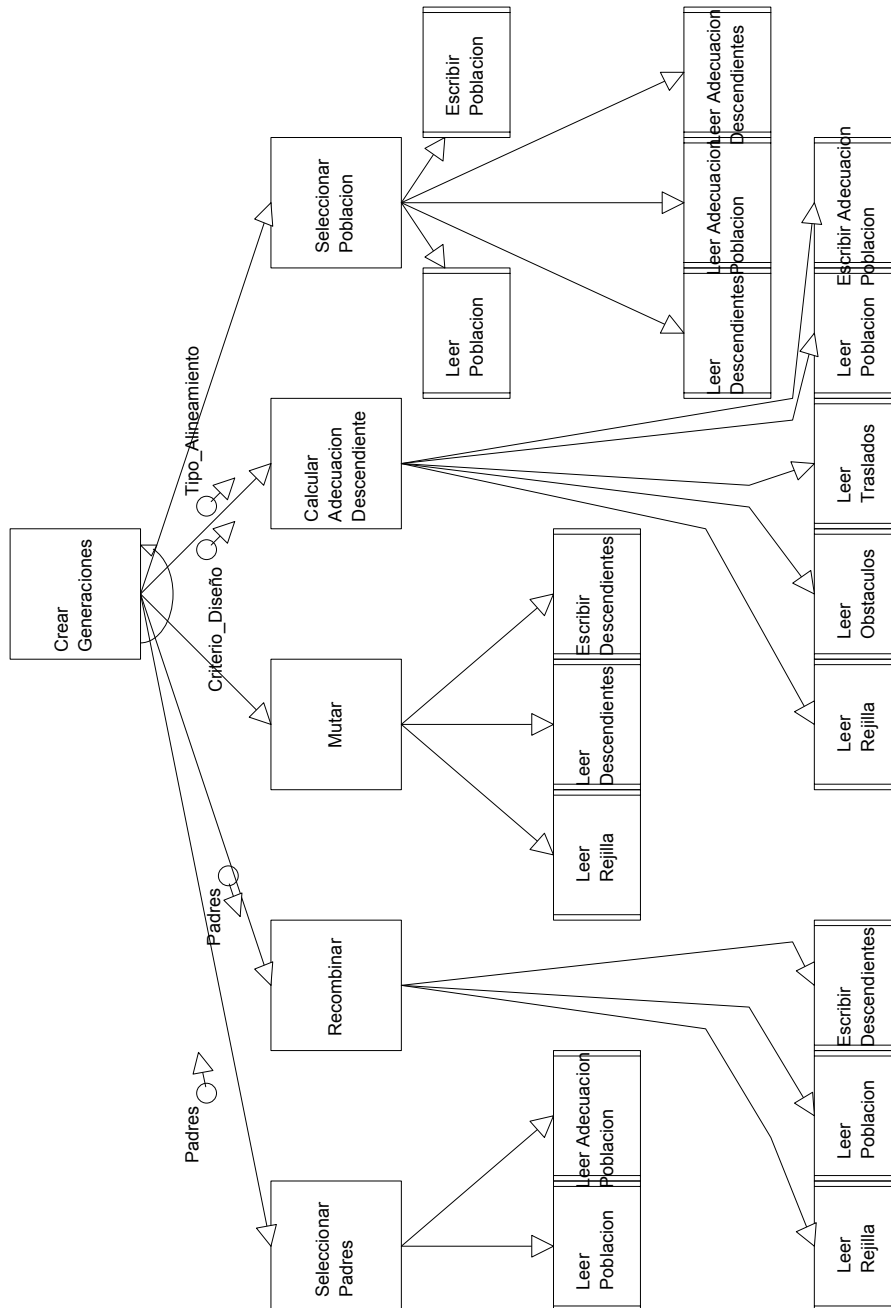 Crear
Generaciones
Padres
Padres
Criterio_Diseño
Tipo_Alineamiento
Seleccionar
Padres
Recombinar
Mutar
Calcular
Adecuacion
Descendiente
Seleccionar
Poblacion
Leer
Poblacion
Escribir
Poblacion
Leer
Poblacion
Leer Adecuacion
Poblacion
Leer
Rejilla
Leer
Descendientes
Escribir
Descendientes
Leer
Descendientes
Leer Adecuacion
Poblacion
Leer Adecuacion
Descendientes
Leer
Rejilla
Leer
Poblacion
Escribir
Descendientes
Leer
Rejilla
Leer
Obstaculos
Leer
Traslados
Leer
Poblacion
Escribir Adecuacion
Poblacion